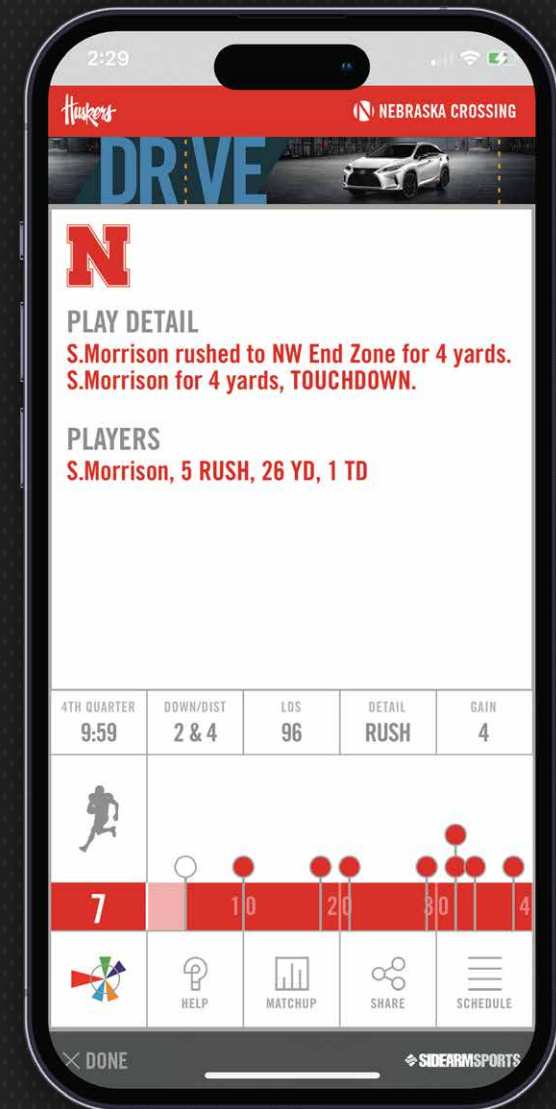 2:29
Huskers
N NEBRASKA CROSSING
DRIVE
N
PLAY DETAIL
S.Morrison rushed to NW End Zone for 4 yards.
S.Morrison for 4 yards, TOUCHDOWN.
PLAYERS
S.Morrison, 5 RUSH, 26 YD, 1 TD
4TH QUARTER DOWN/DIST LOS DETAIL GAIN
9:59 2 & 4 96 RUSH 4
7 10 20 30 4
HELP MATCHUP SHARE SCHEDULE
× DONE SIDEARMSPORTS